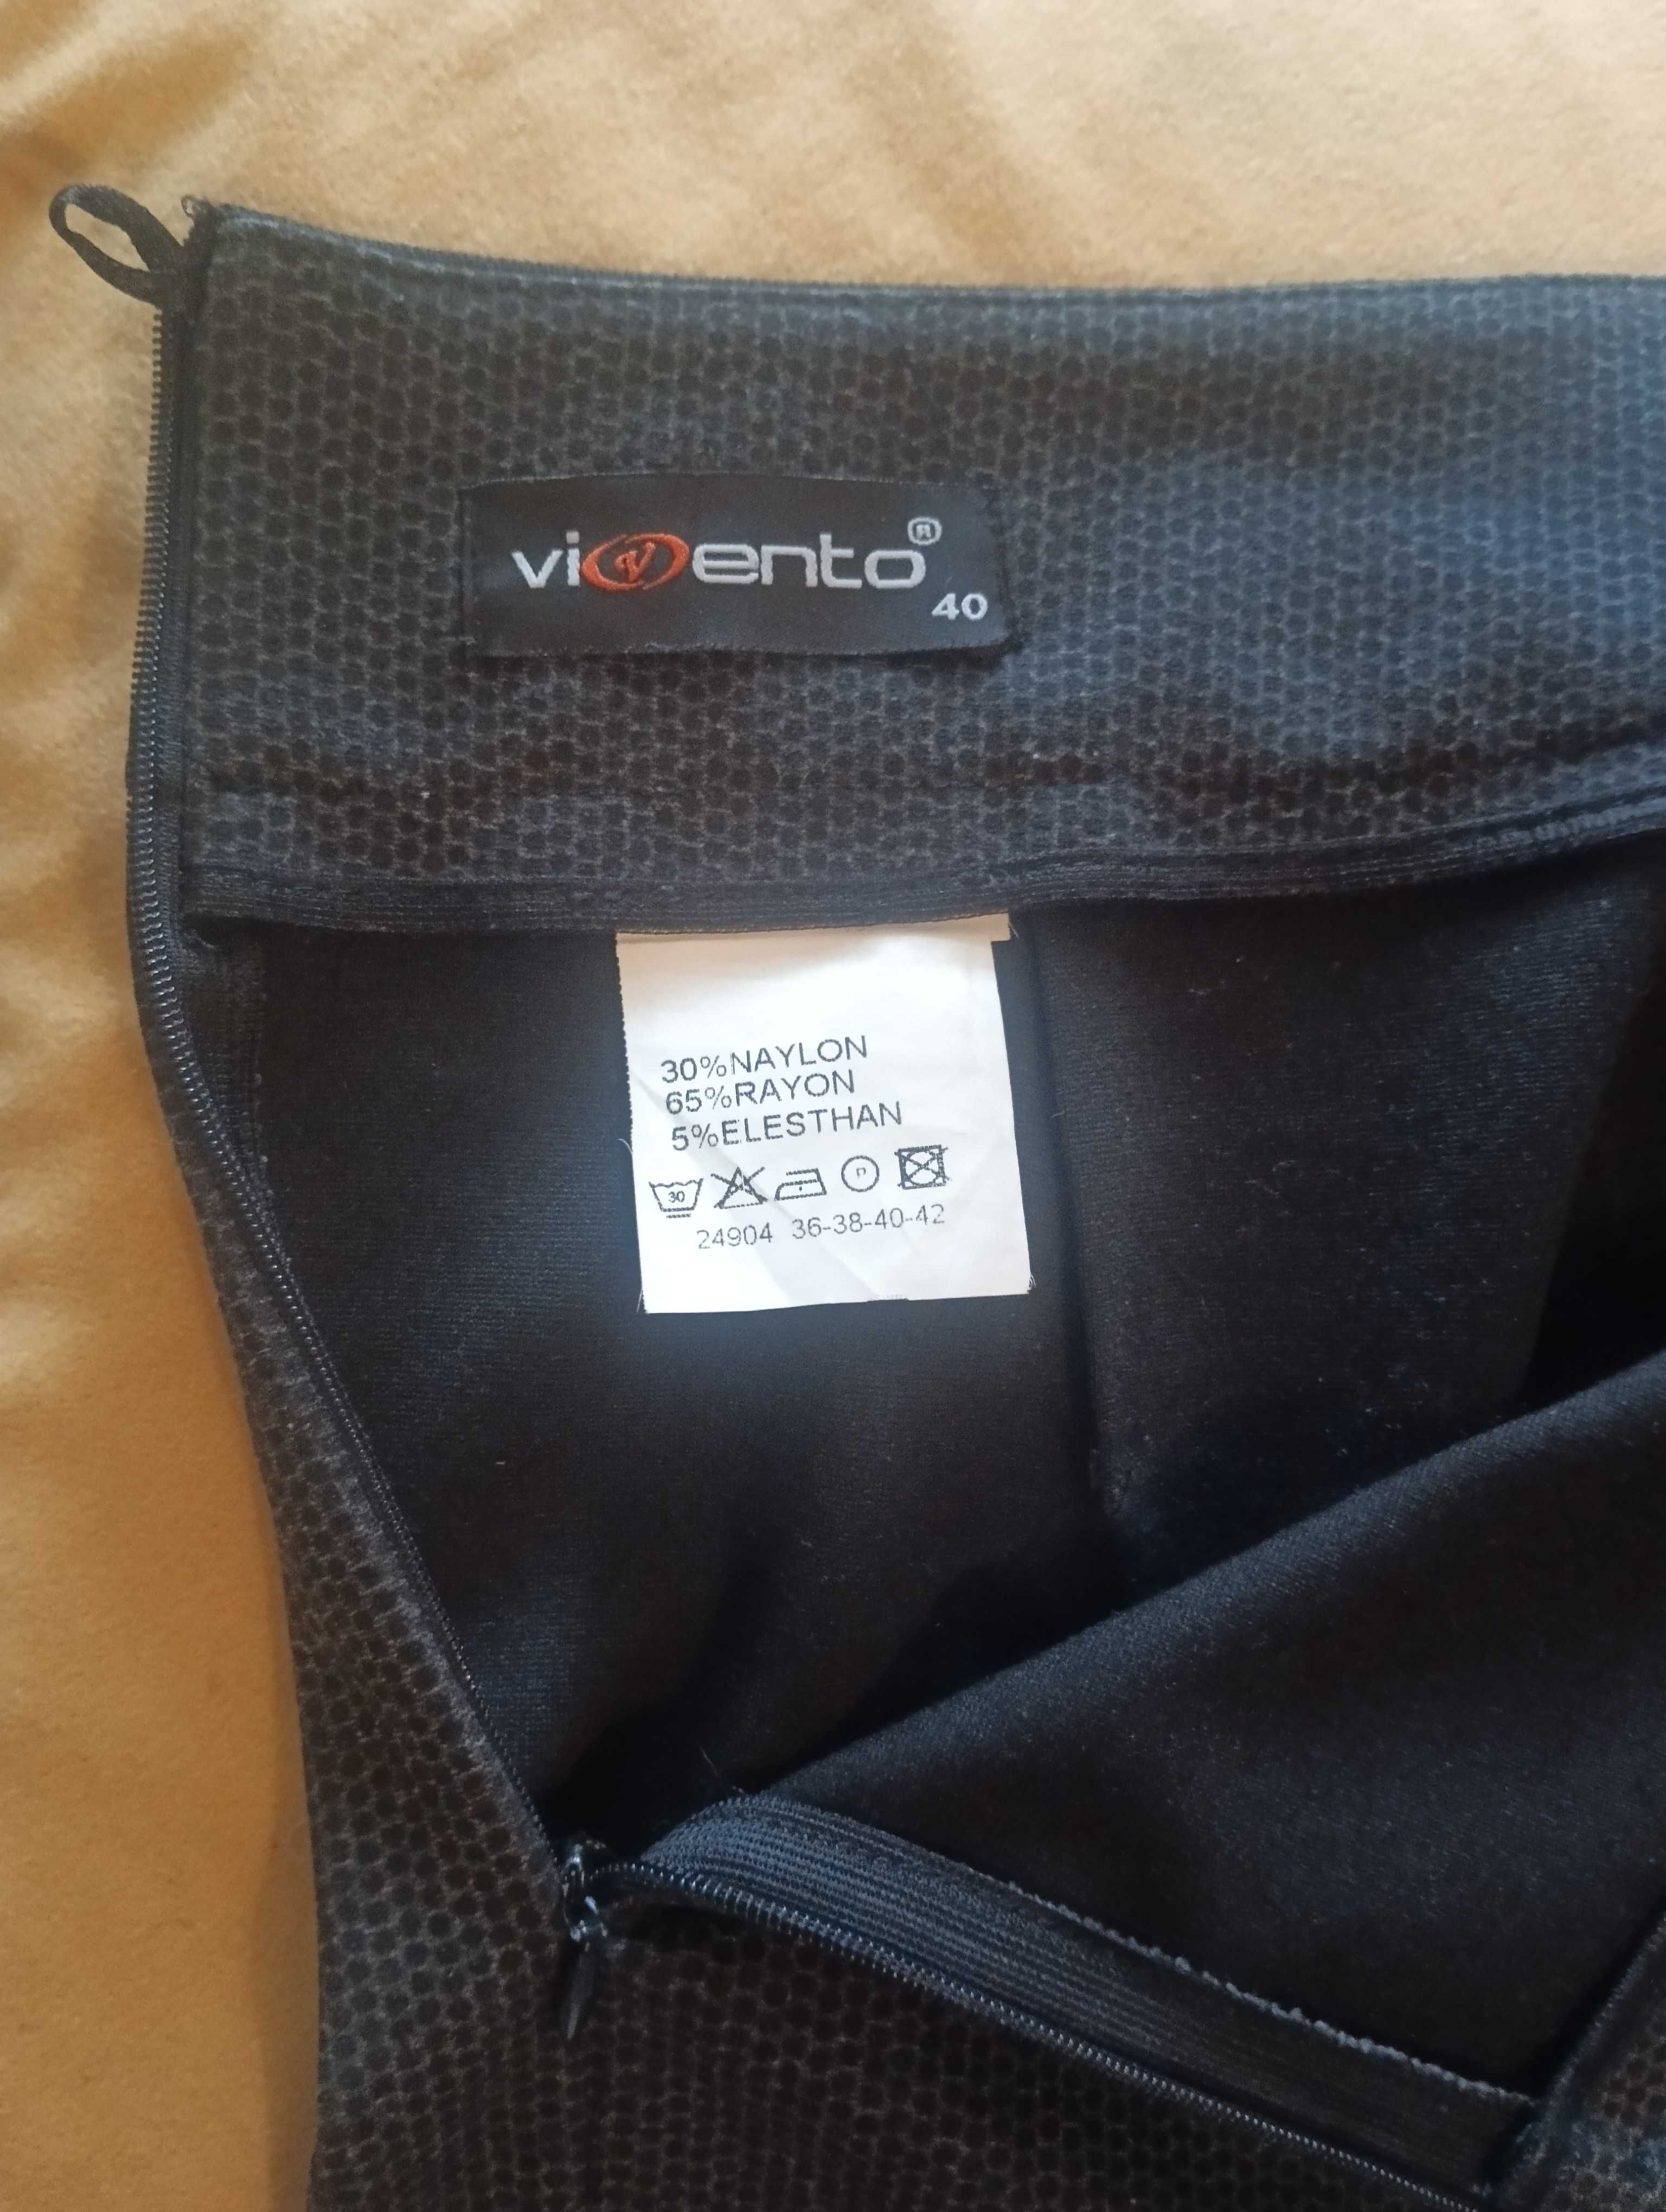 vivento®
40
30%NAYLON
65%RAYON
5%ELESTHAN
30 P
24904 36-38-40-42